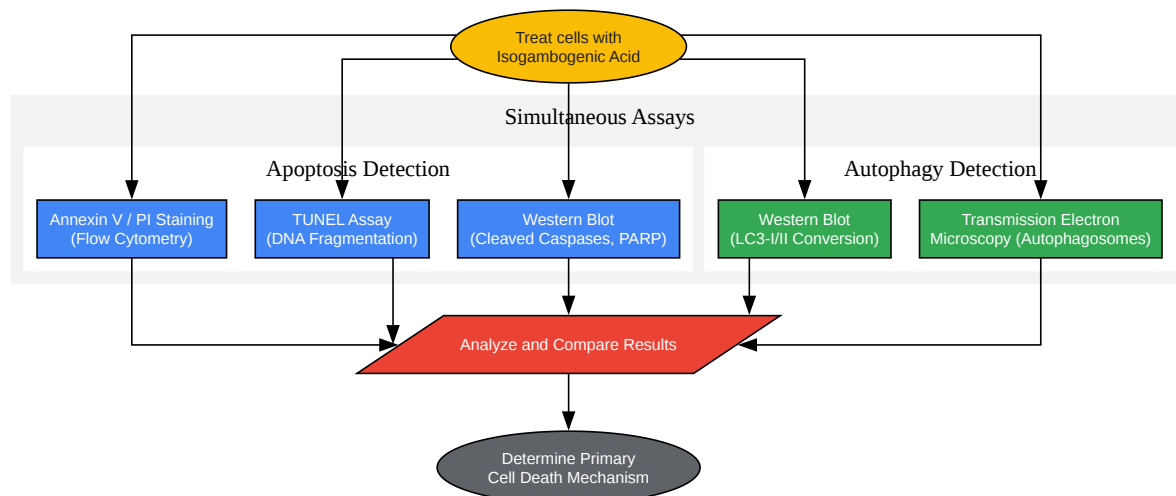 Treat cells with
Isogambogenic Acid
Simultaneous Assays
Apoptosis Detection
Autophagy Detection
Annexin V / PI Staining
(Flow Cytometry)
TUNEL Assay
(DNA Fragmentation)
Western Blot
(Cleaved Caspases, PARP)
Western Blot
(LC3-I/II Conversion)
Transmission Electron
Microscopy (Autophagosomes)
Analyze and Compare Results
Determine Primary
Cell Death Mechanism